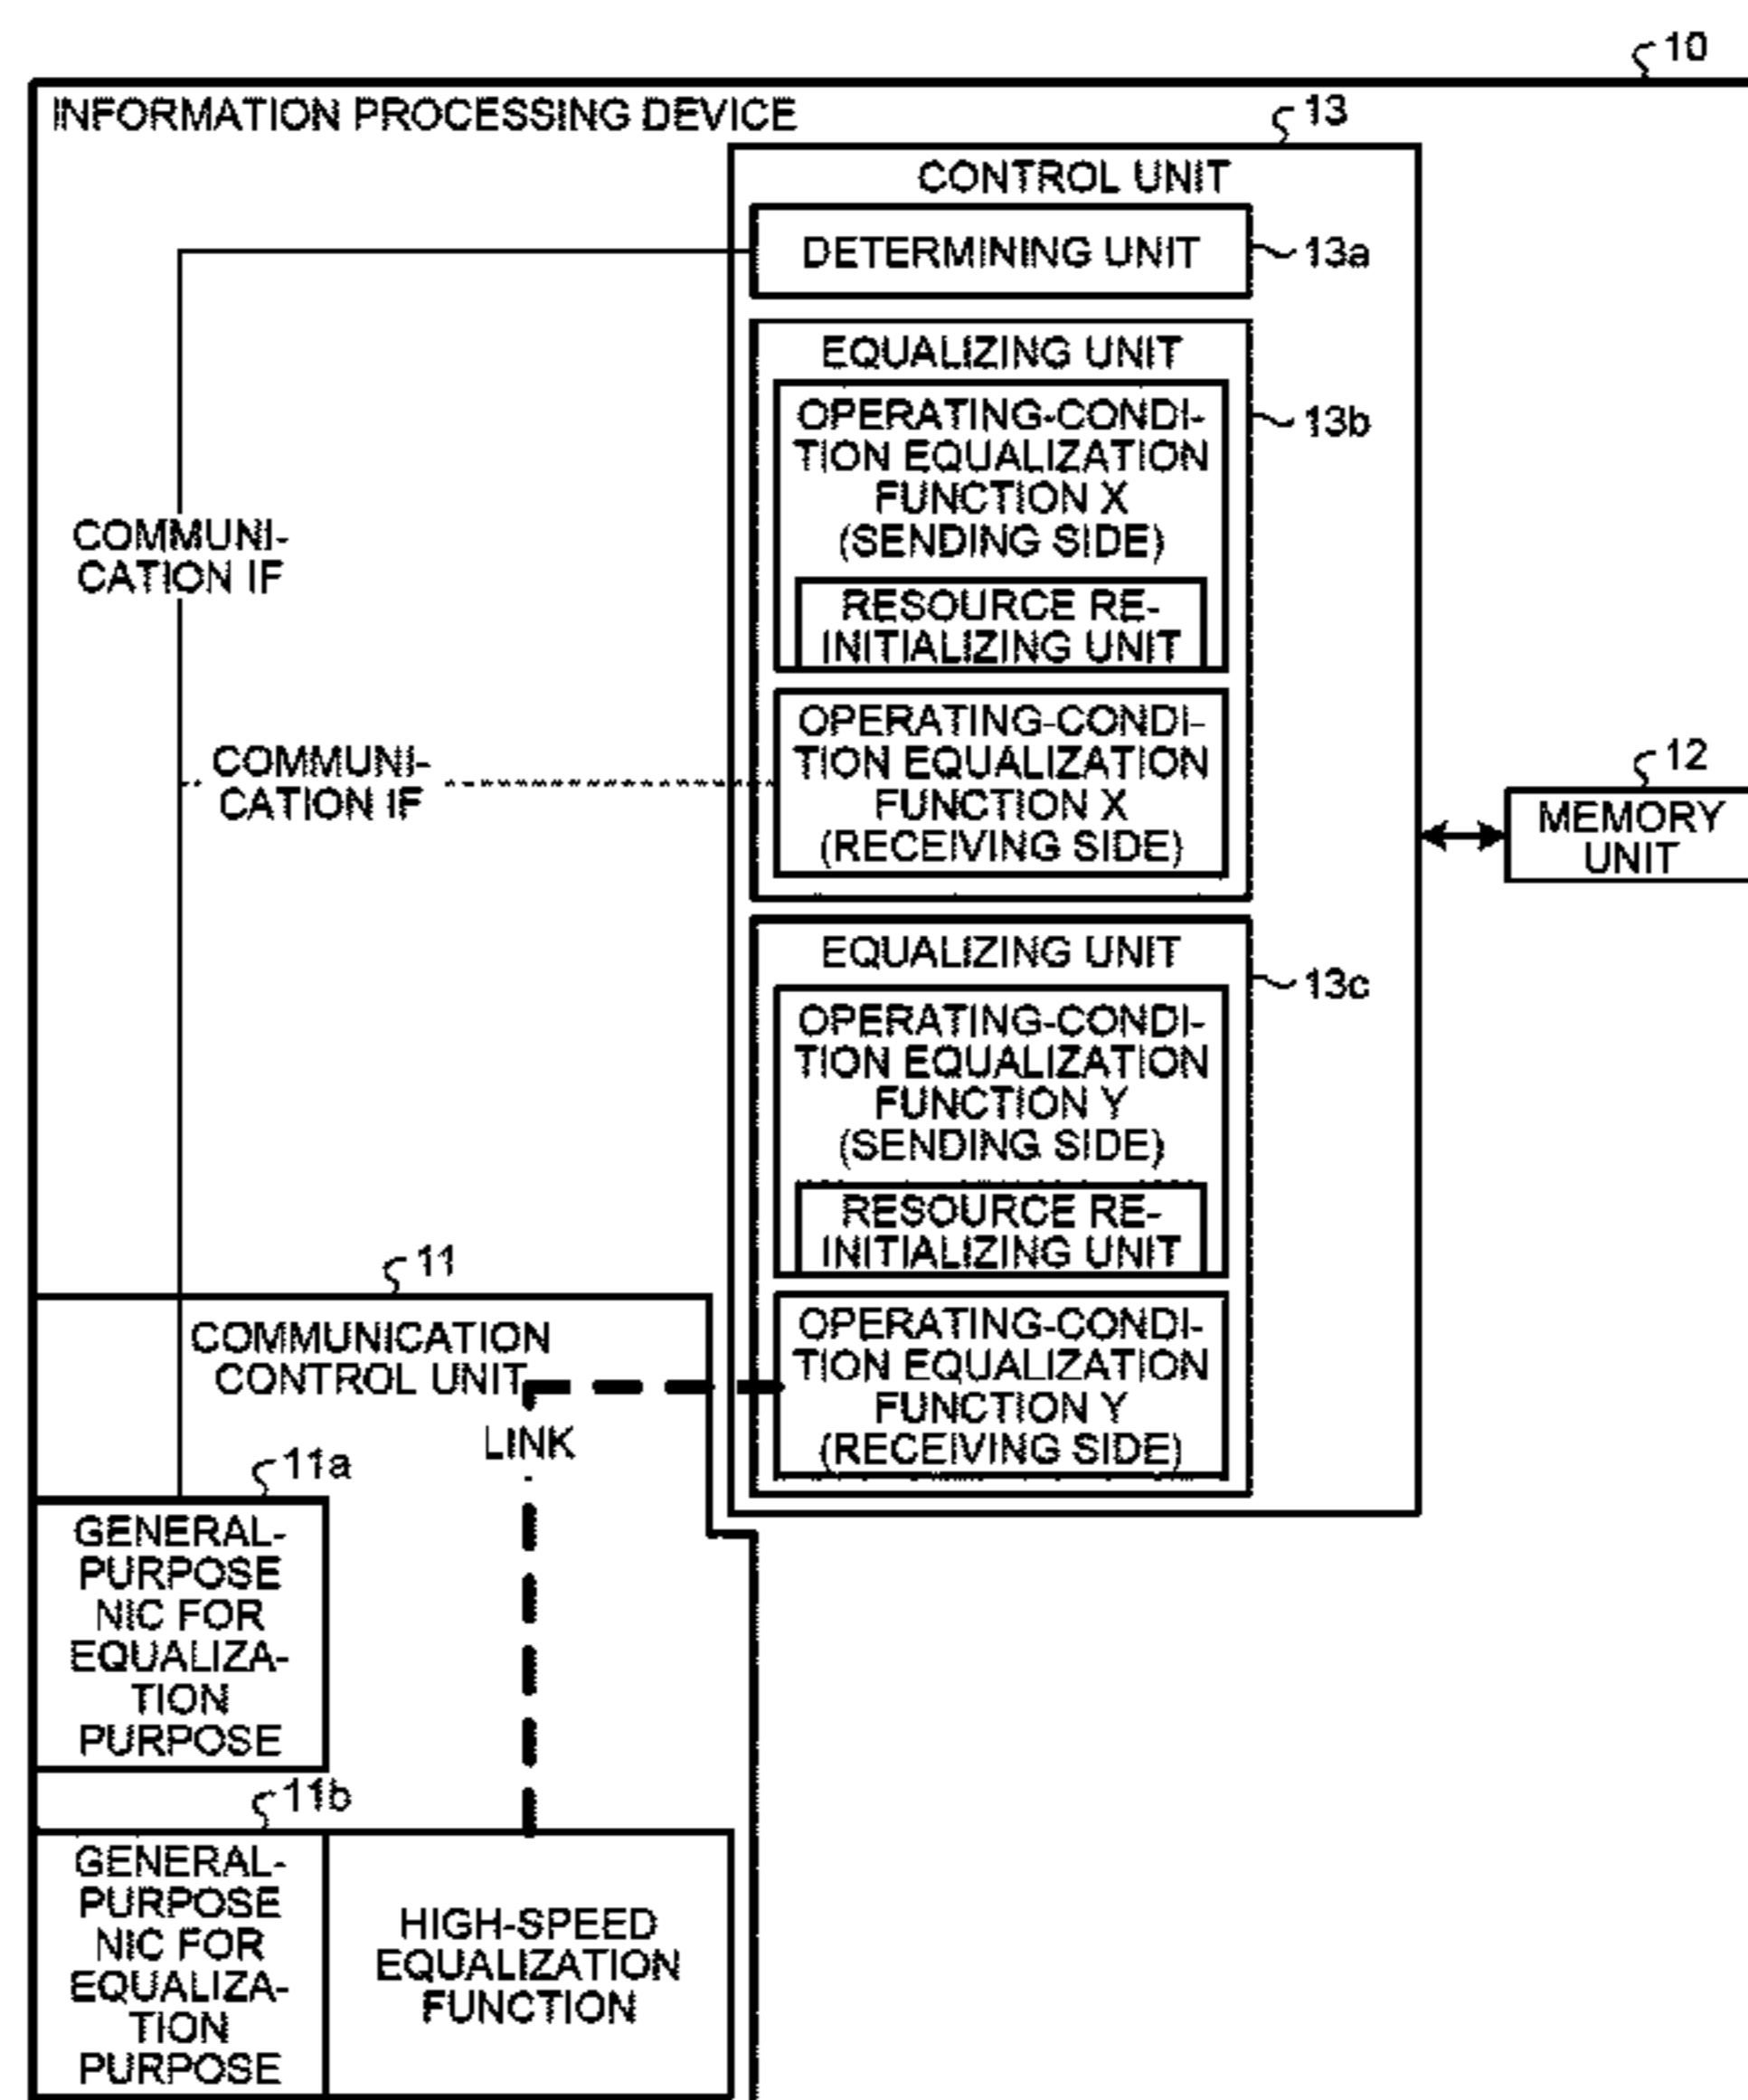 10
INFORMATION PROCESSING DEVICE
13
CONTROL UNIT
DETERMINING UNIT
13a
EQUALIZING UNIT
13b
OPERATING-CONDI-
TION EQUALIZATION
FUNCTION X
(SENDING SIDE)
RESOURCE RE-
INITIALIZING UNIT
COMMUNI-
CATION IF
COMMUNI-
CATION IF
OPERATING-CONDI-
TION EQUALIZATION
FUNCTION X
(RECEIVING SIDE)
12
MEMORY
UNIT
EQUALIZING UNIT
13c
OPERATING-CONDI-
TION EQUALIZATION
FUNCTION Y
(SENDING SIDE)
RESOURCE RE-
INITIALIZING UNIT
OPERATING-CONDI-
TION EQUALIZATION
FUNCTION Y
(RECEIVING SIDE)
11
COMMUNICATION
CONTROL UNIT
LINK
11a
GENERAL-
PURPOSE
NIC FOR
EQUALIZA-
TION
PURPOSE
11b
GENERAL-
PURPOSE
NIC FOR
EQUALIZA-
TION
PURPOSE
HIGH-SPEED
EQUALIZATION
FUNCTION